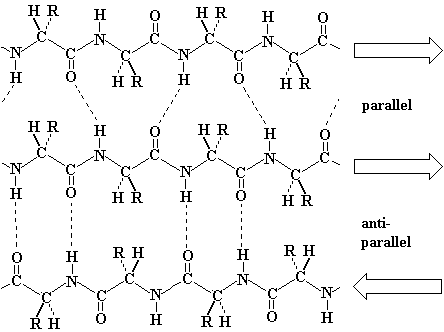 H R H O H R H O
C N C C N C
N C C N C C
H O H R H O H R
parallel
H R H O H R H O
C N C C N C
N C C N C C
H O H R H O H R
anti-
parallel
O H R H O H R H
C N C C N C
C C N C C N
R H O H R H O H